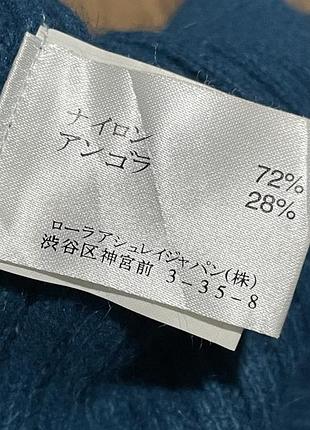 ナイロン 72%
アンゴラ 28%
ローラアシュレイジャパン(株)
渋谷区神宮前 3-35-8